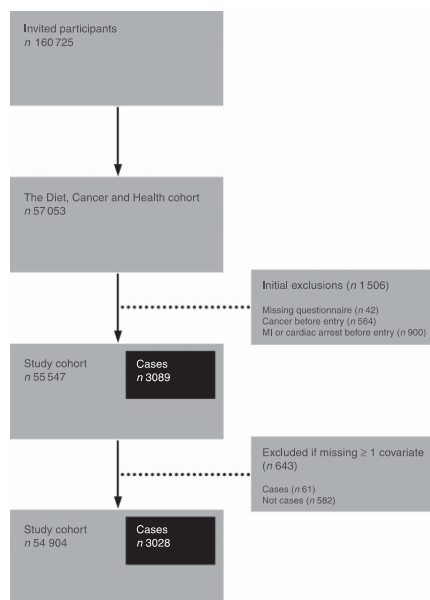 Invited participants
n 160 725
The Diet, Cancer and Health cohort
n 57 053
Initial exclusions (n 1 506)
Missing questionnaire (n 42)
Cancer before entry (n 564)
MI or cardiac arrest before entry (n 900)
Study cohort
n 55 547
Cases
n 3089
Excluded if missing ≥ 1 covariate
(n 643)
Cases (n 61)
Not cases (n 582)
Study cohort
n 54 904
Cases
n 3028